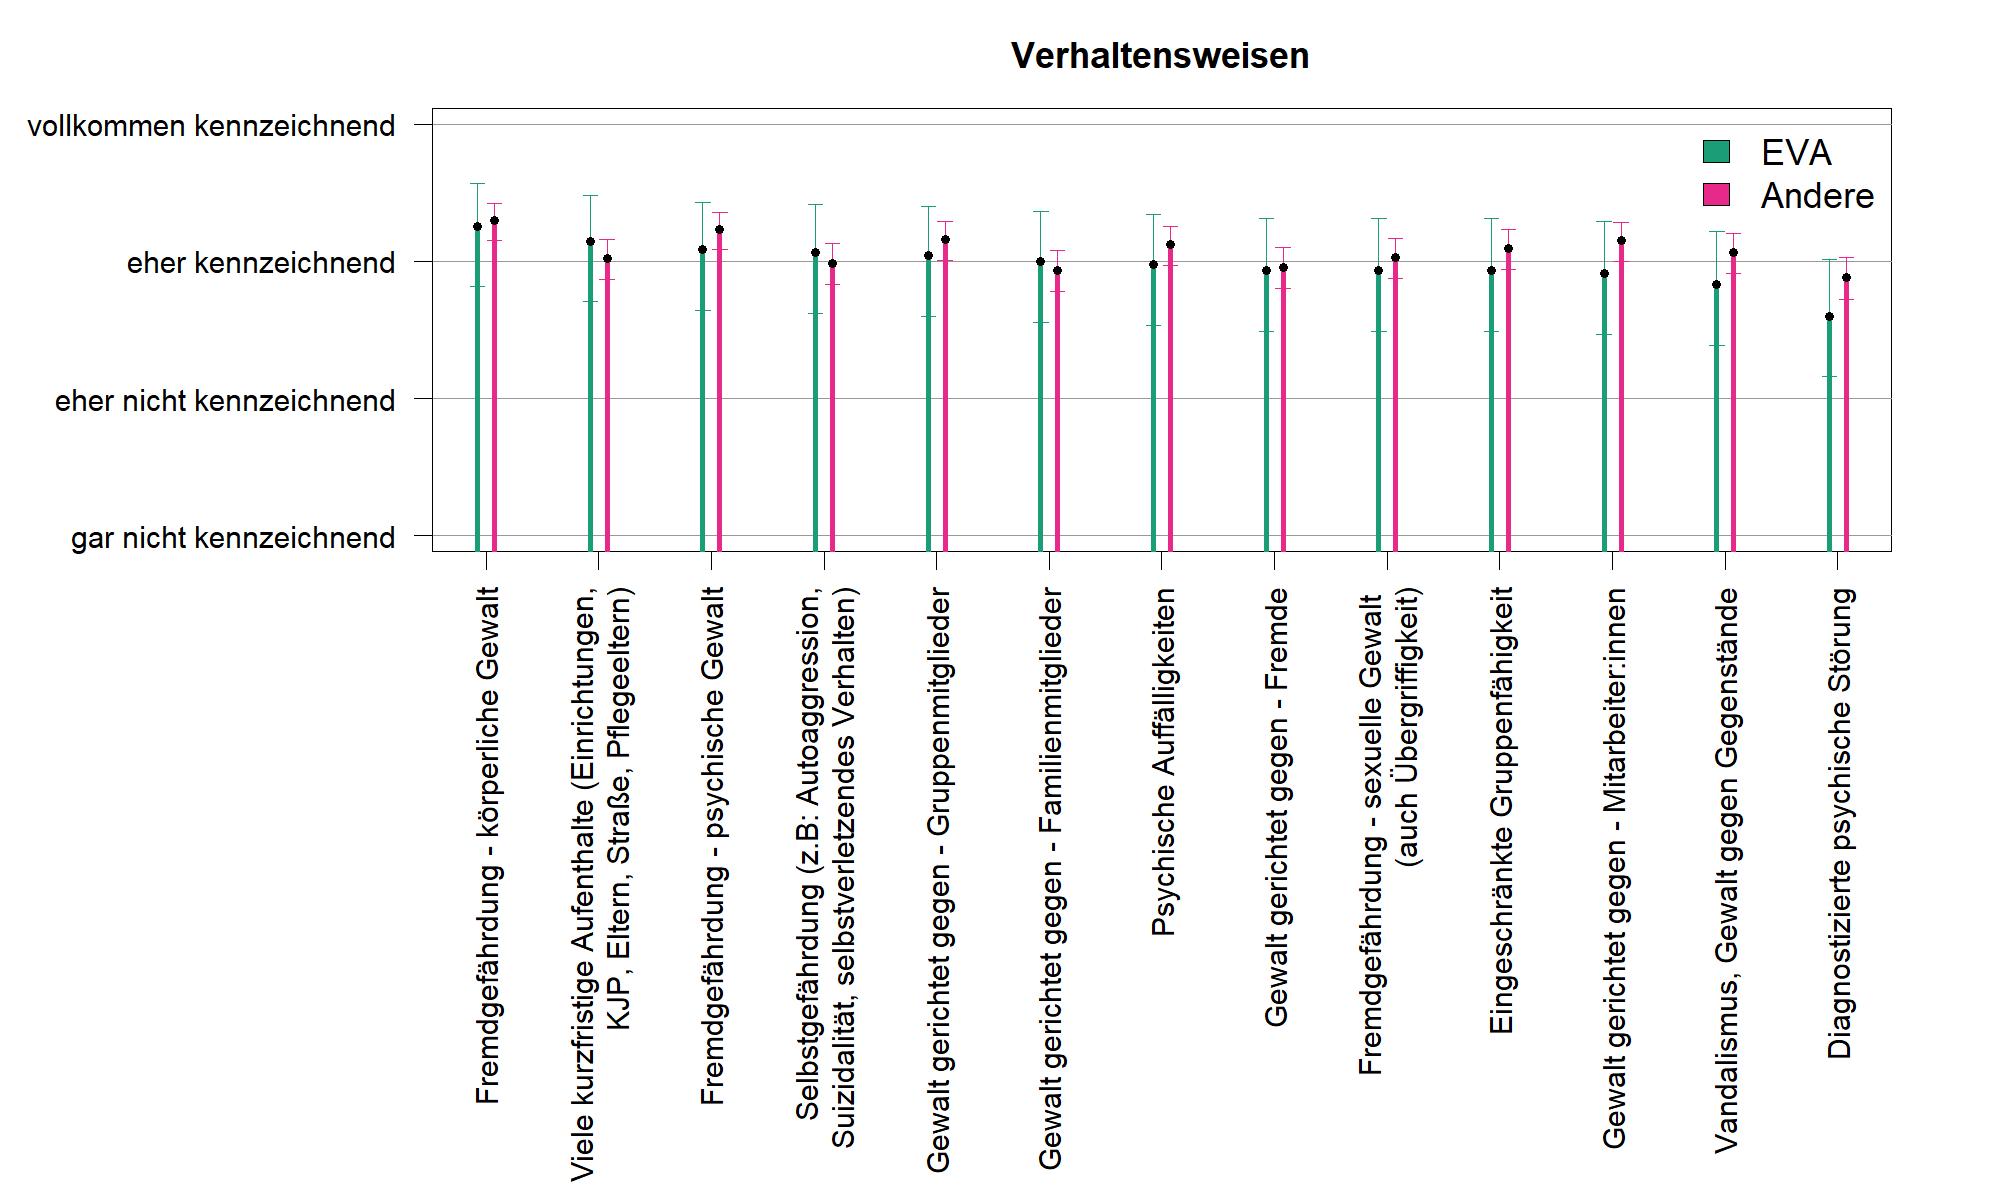 Verhaltensweisen
vollkommen kennzeichnend
eher kennzeichnend
eher nicht kennzeichnend
gar nicht kennzeichnend
EVA
Andere
Fremdgefährdung - körperliche Gewalt
Viele kurzfristige Aufenthalte (Einrichtungen,
KJP, Eltern, Straße, Pflegeeltern)
Fremdgefährdung - psychische Gewalt
Selbstgefährdung (z.B: Autoaggression,
Suizidalität, selbstverletzendes Verhalten)
Gewalt gerichtet gegen - Gruppenmitglieder
Gewalt gerichtet gegen - Familienmitglieder
Psychische Auffälligkeiten
Gewalt gerichtet gegen - Fremde
Fremdgefährdung - sexuelle Gewalt
(auch Übergriffigkeit)
Eingeschränkte Gruppenfähigkeit
Gewalt gerichtet gegen - Mitarbeiter:innen
Vandalismus, Gewalt gegen Gegenstände
Diagnostizierte psychische Störung